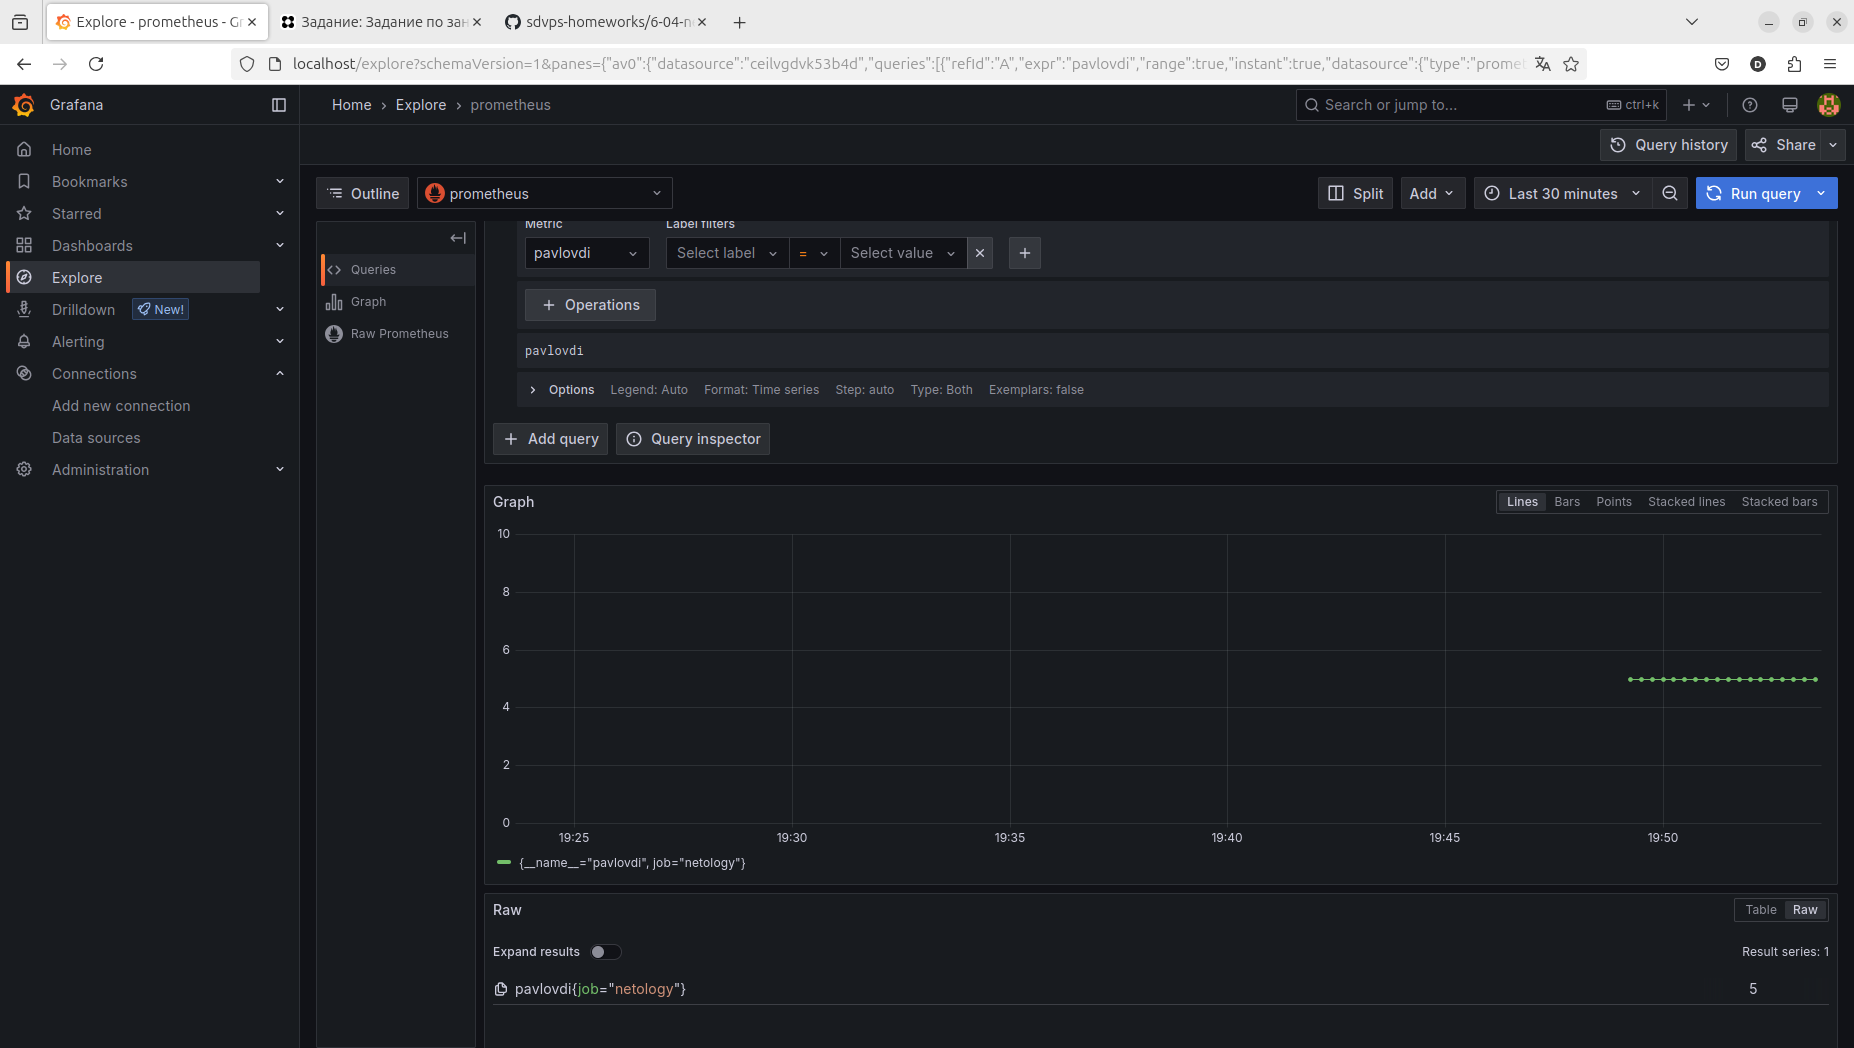 Explore - prometheus - Gr
Задание: Задание по зан
sdvps-homeworks/6-04-n
localhost/explore?schemaVersion=1&panes={"av0":{"datasource":"ceilvgdvk53b4d","queries":[{"refId":"A","expr":"pavlovdi","range":true,"instant":true,"datasource":{"type":"promet
D
Grafana
Home › Explore › prometheus
Search or jump to...
ctrl+k
Query history
Share
Home
Bookmarks
Starred
Dashboards
Explore
Drilldown
New!
Alerting
Connections
Add new connection
Data sources
Administration
Outline
prometheus
Split
Add
Last 30 minutes
Run query
Queries
Graph
Raw Prometheus
Metric
Label filters
pavlovdi
Select label
=
Select value
+ Operations
pavlovdi
Options Legend: Auto Format: Time series Step: auto Type: Both Exemplars: false
+ Add query
Query inspector
Graph
Lines Bars Points Stacked lines Stacked bars
10
8
6
4
2
0
19:25 19:30 19:35 19:40 19:45 19:50
{__name__="pavlovdi", job="netology"}
Raw
Table Raw
Expand results
Result series: 1
pavlovdi{job="netology"} 5